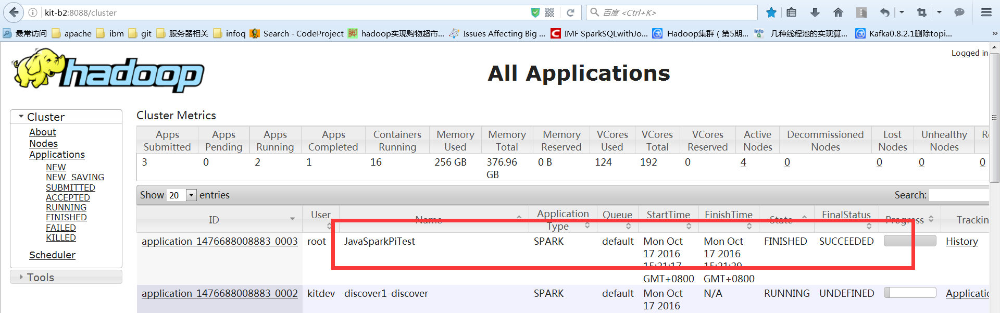 kit-b2:8088/cluster
百度 <Ctrl+K>
最常访问 apache ibm git 服务器相关 infoq Search - CodeProject hadoop实现购物超市... Issues Affecting Big ... IMF SparkSQLwithJo... Hadoop集群（第5期... 几种线程池的实现算... Kafka0.8.2.1删除topi... »
Logged in
hadoop
All Applications
Cluster
About
Nodes
Applications
NEW
NEW_SAVING
SUBMITTED
ACCEPTED
RUNNING
FINISHED
FAILED
KILLED
Scheduler
Tools
Cluster Metrics
Apps Submitted Apps Pending Apps Running Apps Completed Containers Running Memory Used Memory Total Memory Reserved VCores Used VCores Total VCores Reserved Active Nodes Decommissioned Nodes Lost Nodes Unhealthy Nodes
3 0 2 1 16 256 GB 376.96 GB 0 B 124 192 0 4 0 0 0 0
Show 20 entries Search:
ID User Name Application Type Queue StartTime FinishTime State FinalStatus Progress Trackin
application_1476688008883_0003 root JavaSparkPiTest SPARK default Mon Oct 17 2016 15:21:17 GMT+0800 Mon Oct 17 2016 15:21:29 GMT+0800 FINISHED SUCCEEDED History
application_1476688008883_0002 kitdev discover1-discover SPARK default Mon Oct 17 2016 N/A RUNNING UNDEFINED Applicatio